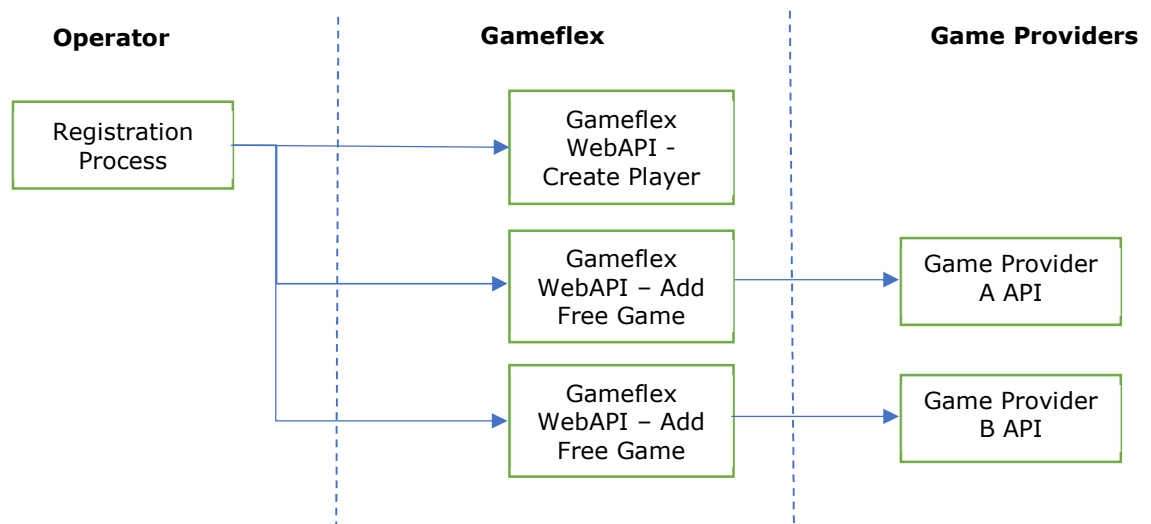 Operator
Gameflex
Game Providers
Registration
Process
Gameflex
WebAPI -
Create Player
Gameflex
WebAPI – Add
Free Game
Game Provider
A API
Gameflex
WebAPI – Add
Free Game
Game Provider
B API